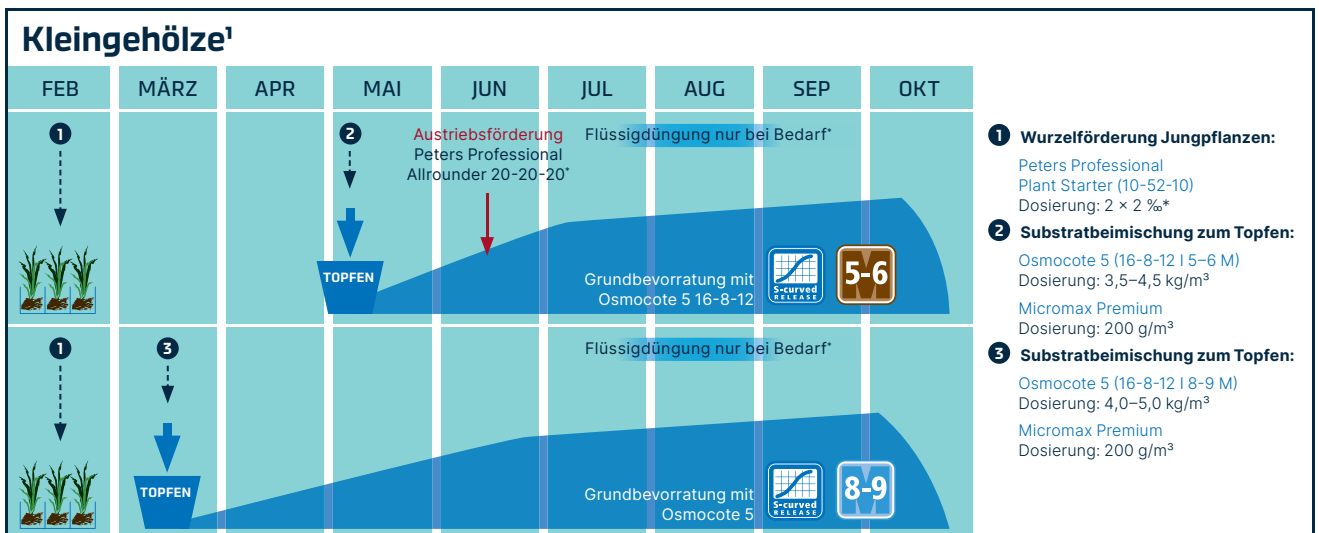 Kleingehölze¹
FEB
MÄRZ
APR
MAI
JUN
JUL
AUG
SEP
OKT
1
2
Austriebsförderung
Peters Professional
Allrounder 20-20-20*
Flüssigdüngung nur bei Bedarf*
TOPFEN
Grundbevorratung mit
Osmocote 5 16-8-12
S-curved
RELEASE
M
5-6
1
3
Flüssigdüngung nur bei Bedarf*
TOPFEN
Grundbevorratung mit
Osmocote 5
S-curved
RELEASE
M
8-9
1 Wurzelförderung Jungpflanzen:
Peters Professional
Plant Starter (10-52-10)
Dosierung: 2 × 2 ‰*
2 Substratbeimischung zum Topfen:
Osmocote 5 (16-8-12 I 5–6 M)
Dosierung: 3,5–4,5 kg/m³
Micromax Premium
Dosierung: 200 g/m³
3 Substratbeimischung zum Topfen:
Osmocote 5 (16-8-12 I 8-9 M)
Dosierung: 4,0–5,0 kg/m³
Micromax Premium
Dosierung: 200 g/m³